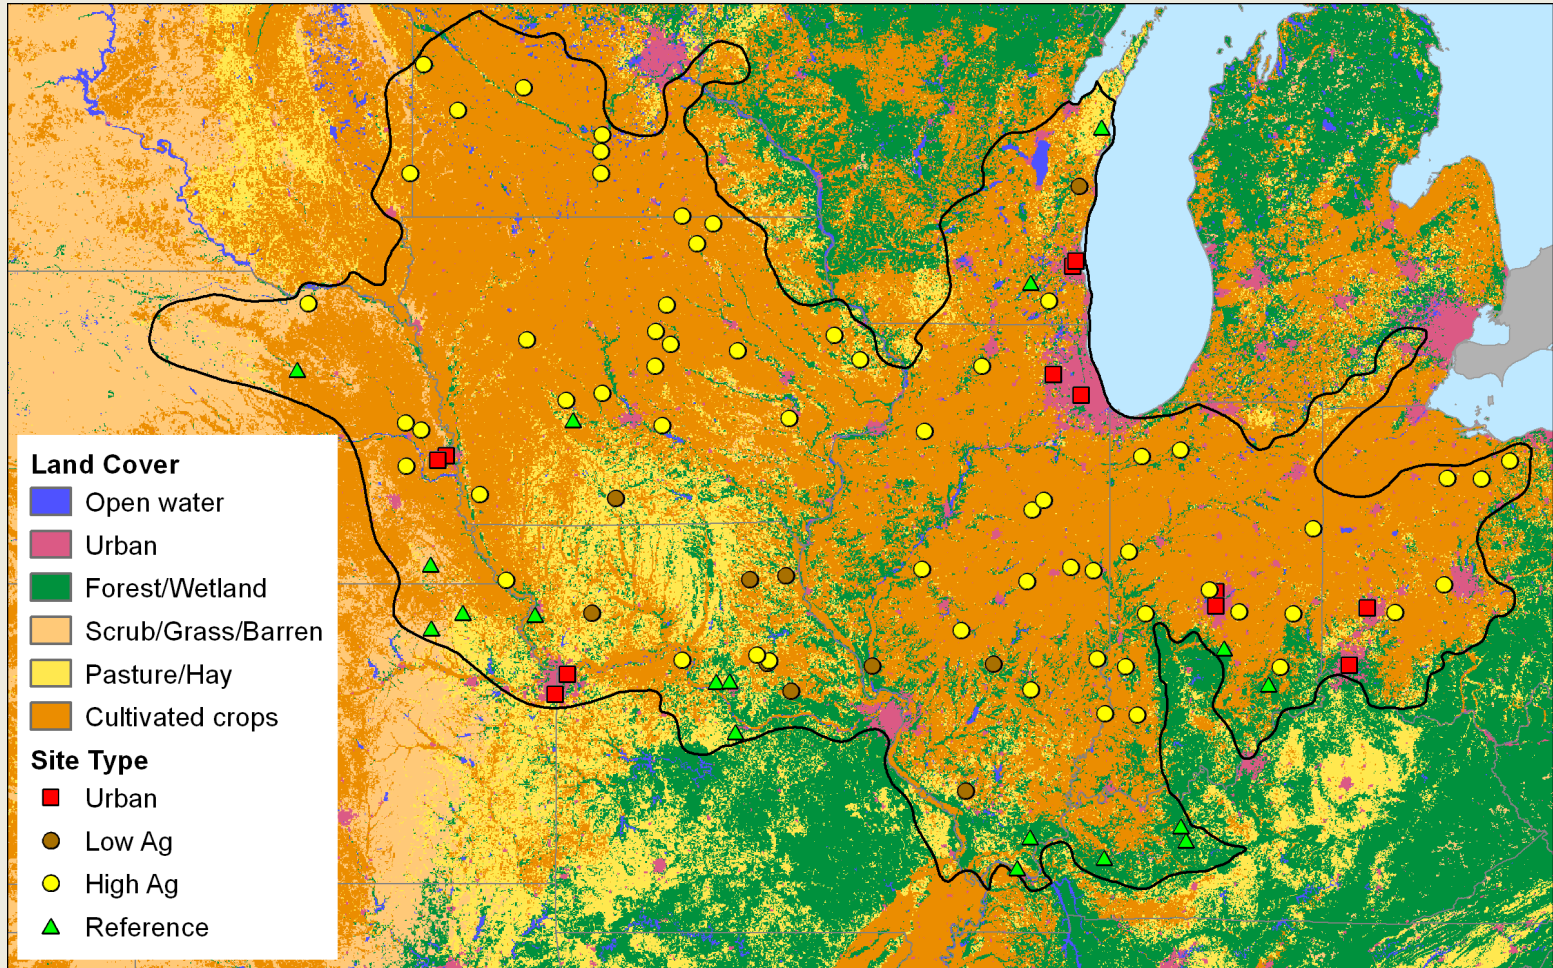 Land Cover
Open water
Urban
Forest/Wetland
Scrub/Grass/Barren
Pasture/Hay
Cultivated crops
Site Type
Urban
Low Ag
High Ag
Reference